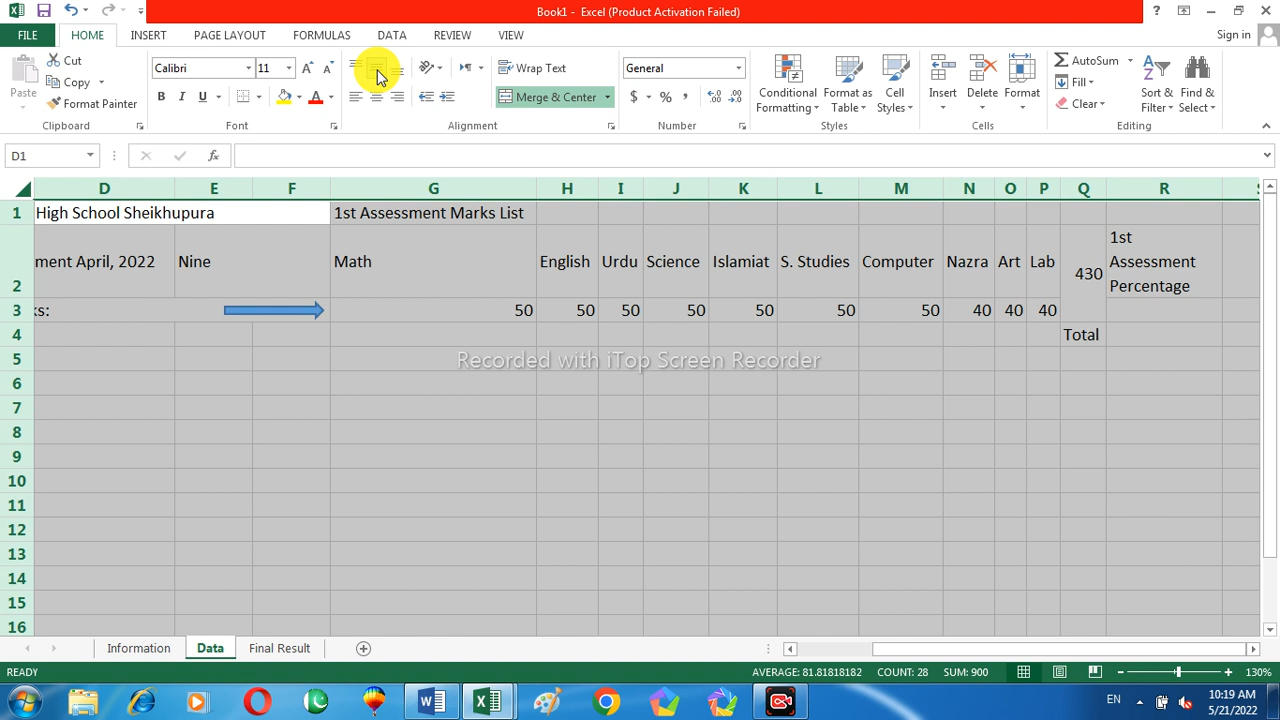 Book1 - Excel (Product Activation Failed)
FILE HOME INSERT PAGE LAYOUT FORMULAS DATA REVIEW VIEW Sign in
Paste Cut Copy Format Painter
Calibri 11 Wrap Text General
B I U Merge & Center $ % ,
Conditional Formatting Format as Table Cell Styles Insert Delete Format
AutoSum Fill Clear Sort & Filter Find & Select
Clipboard Font Alignment Number Styles Cells Editing
D1 fx
D E F G H I J K L M N O P Q R
1 High School Sheikhupura 1st Assessment Marks List
2 ment April, 2022 Nine Math English Urdu Science Islamiat S. Studies Computer Nazra Art Lab 430 1st Assessment Percentage
3 ks: 50 50 50 50 50 50 50 40 40 40
4 Total
5
6
7
8
9
10
11
12
13
14
15
16
Recorded with iTop Screen Recorder
Information Data Final Result
READY AVERAGE: 81.81818182 COUNT: 28 SUM: 900 130%
EN 10:19 AM
5/21/2022